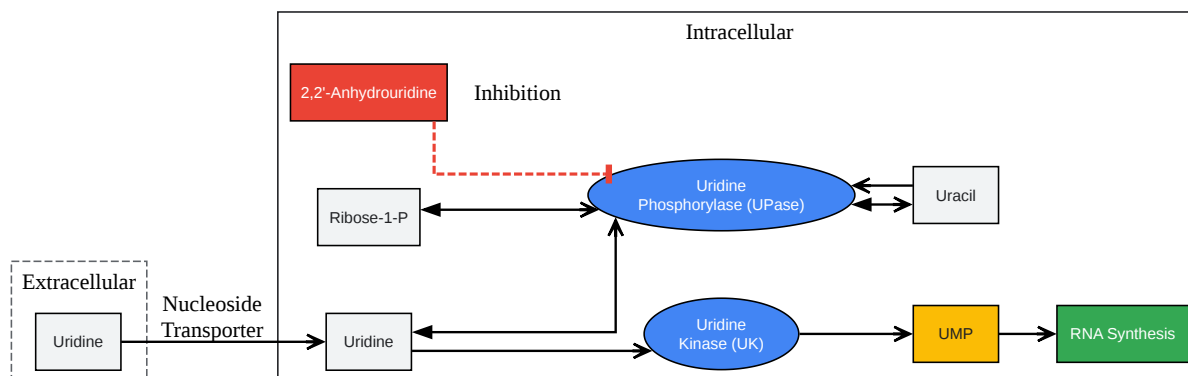 Intracellular
2,2'-Anhydrouridine
Inhibition
Uridine
Phosphorylase (UPase)
Ribose-1-P
Uracil
Extracellular
Nucleoside
Transporter
Uridine
Uridine
Uridine
Kinase (UK)
UMP
RNA Synthesis